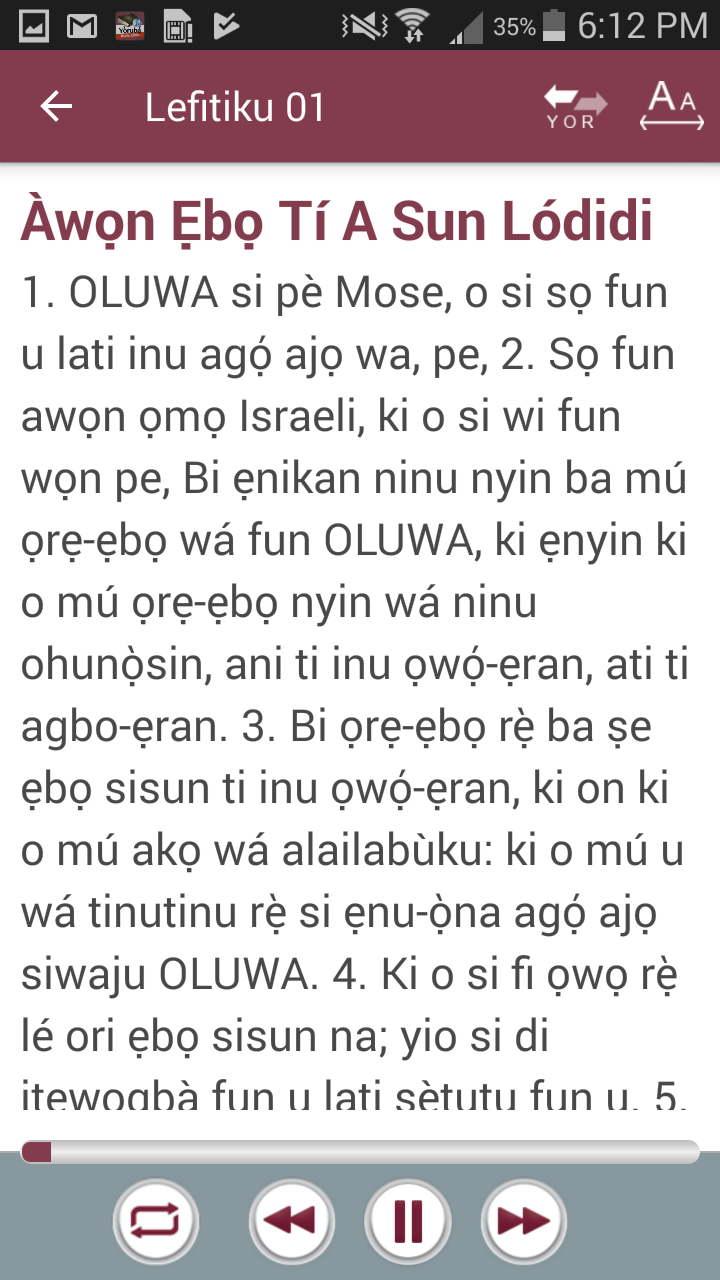 35% 6:12 PM
Lefitiku 01
YOR
A A
Àwọn Ẹbọ Tí A Sun Lódidi
1. OLUWA si pè Mose, o si sọ fun
u lati inu agọ́ ajọ wa, pe, 2. Sọ fun
awọn ọmọ Israeli, ki o si wi fun
wọn pe, Bi ẹnikan ninu nyin ba mú
ọrẹ-ẹbọ wá fun OLUWA, ki ẹnyin ki
o mú ọrẹ-ẹbọ nyin wá ninu
ohunọ̀sin, ani ti inu ọwọ́-ẹran, ati ti
agbo-ẹran. 3. Bi ọrẹ-ẹbọ rẹ̀ ba ṣe
ẹbọ sisun ti inu ọwọ́-ẹran, ki on ki
o mú akọ wá alailabùku: ki o mú u
wá tinutinu rẹ̀ si ẹnu-ọ̀na agọ́ ajọ
siwaju OLUWA. 4. Ki o si fi ọwọ rẹ̀
lé ori ẹbọ sisun na; yio si di
itẹwọgbà fun u lati ṣètutu fun u. 5.